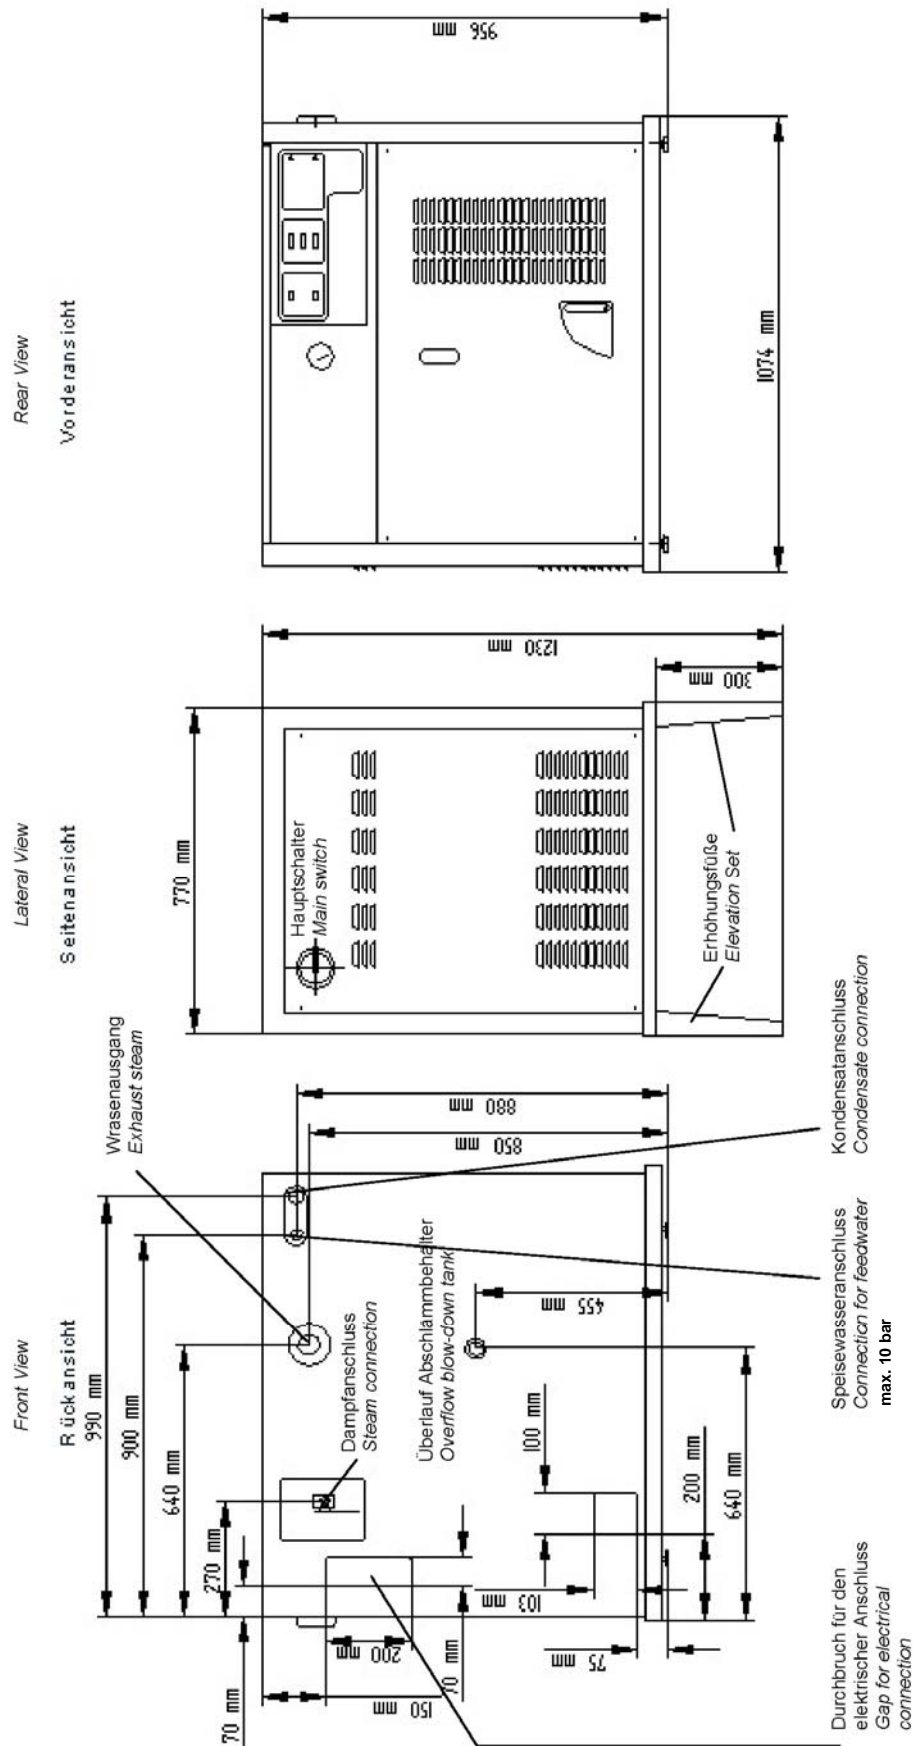 Front View
Rückansicht
990 mm
900 mm
640 mm
270 mm
70 mm
150 mm
200 mm
70 mm
Wrasenausgang
Exhaust steam
Dampfanschluss
Steam connection
Überlauf Abschlämmbehälter
Overflow blow-down tank
880 mm
850 mm
455 mm
100 mm
103 mm
75 mm
200 mm
640 mm
Durchbruch für den
elektrischer Anschluss
Gap for electrical
connection
Speisewasseranschluss
Connection for feedwater
max. 10 bar
Kondensatanschluss
Condensate connection
Lateral View
Seitenansicht
770 mm
Hauptschalter
Main switch
1230 mm
300 mm
Erhöhungsfüße
Elevation Set
Rear View
Vorderansicht
956 mm
1074 mm